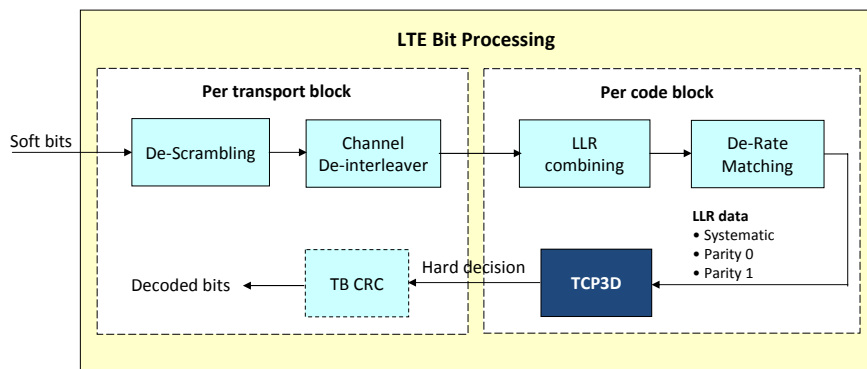 LTE Bit Processing
Per transport block
Per code block
Soft bits
De-Scrambling
Channel
De-interleaver
LLR
combining
De-Rate
Matching
LLR data
• Systematic
• Parity 0
• Parity 1
Decoded bits
TB CRC
Hard decision
TCP3D